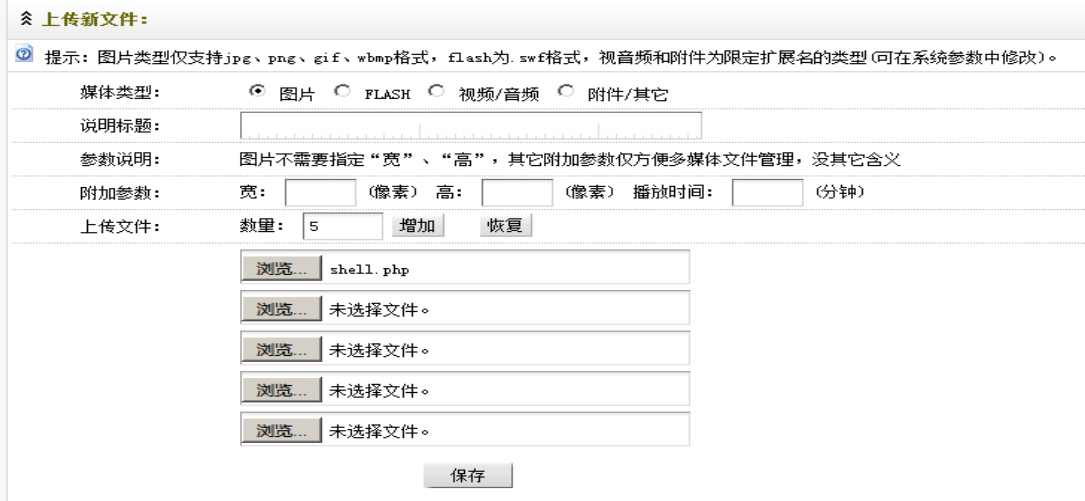 上传新文件：
提示：图片类型仅支持jpg、png、gif、wbmp格式，flash为.swf格式，视音频和附件为限定扩展名的类型(可在系统参数中修改)。
媒体类型： 图片 FLASH 视频/音频 附件/其它
说明标题：
参数说明： 图片不需要指定“宽”、“高”，其它附加参数仅方便多媒体文件管理，没其它含义
附加参数： 宽： (像素) 高： (像素) 播放时间： (分钟)
上传文件： 数量： 5 增加 恢复
浏览... shell.php
浏览... 未选择文件。
浏览... 未选择文件。
浏览... 未选择文件。
浏览... 未选择文件。
保存